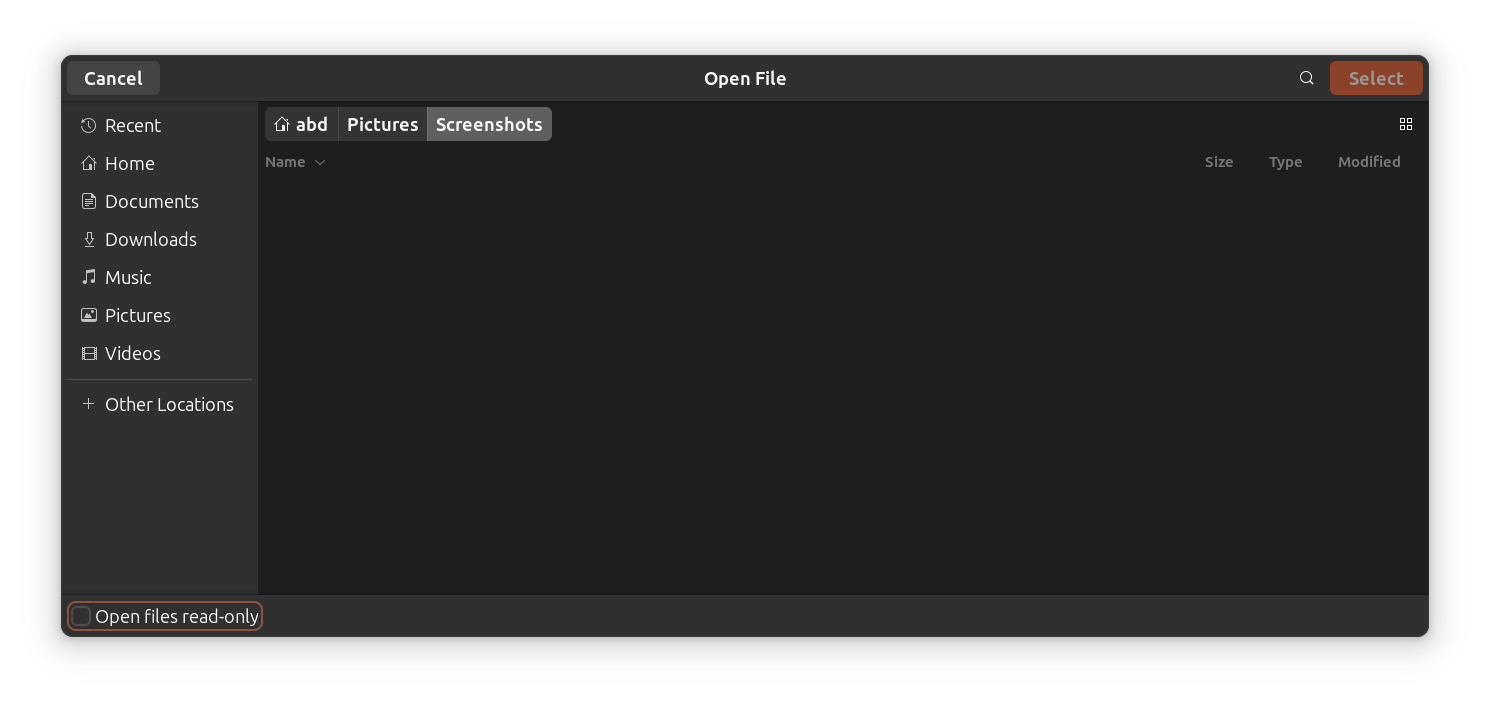 Cancel
Open File
Select
Recent
Home
Documents
Downloads
Music
Pictures
Videos
Other Locations
abd Pictures Screenshots
Name Size Type Modified
Open files read-only